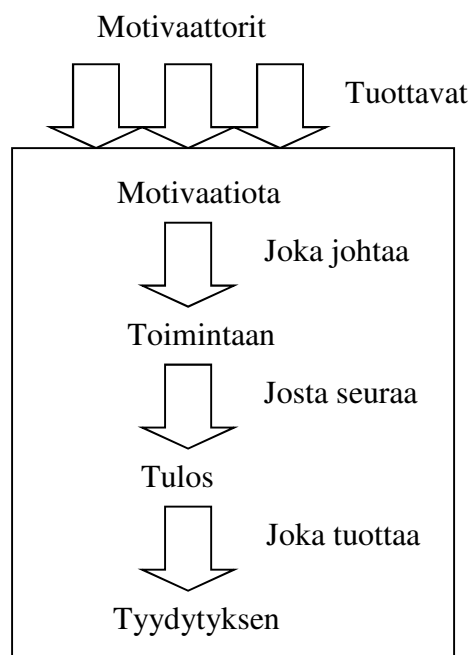 Motivaattorit
Tuottavat
Motivaatiota
Joka johtaa
Toimintaan
Josta seuraa
Tulos
Joka tuottaa
Tyydytyksen